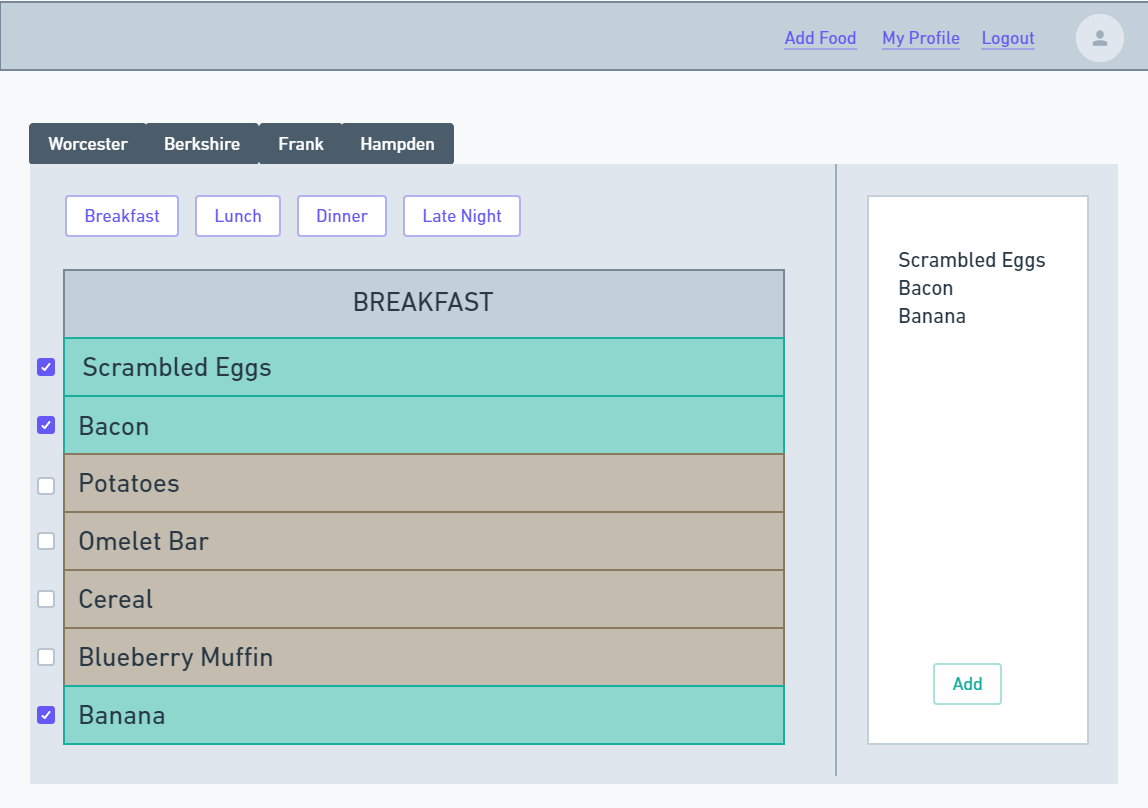 Add Food My Profile Logout
Worcester Berkshire Frank Hampden
Breakfast Lunch Dinner Late Night
BREAKFAST
Scrambled Eggs
Bacon
Potatoes
Omelet Bar
Cereal
Blueberry Muffin
Banana
Scrambled Eggs
Bacon
Banana
Add